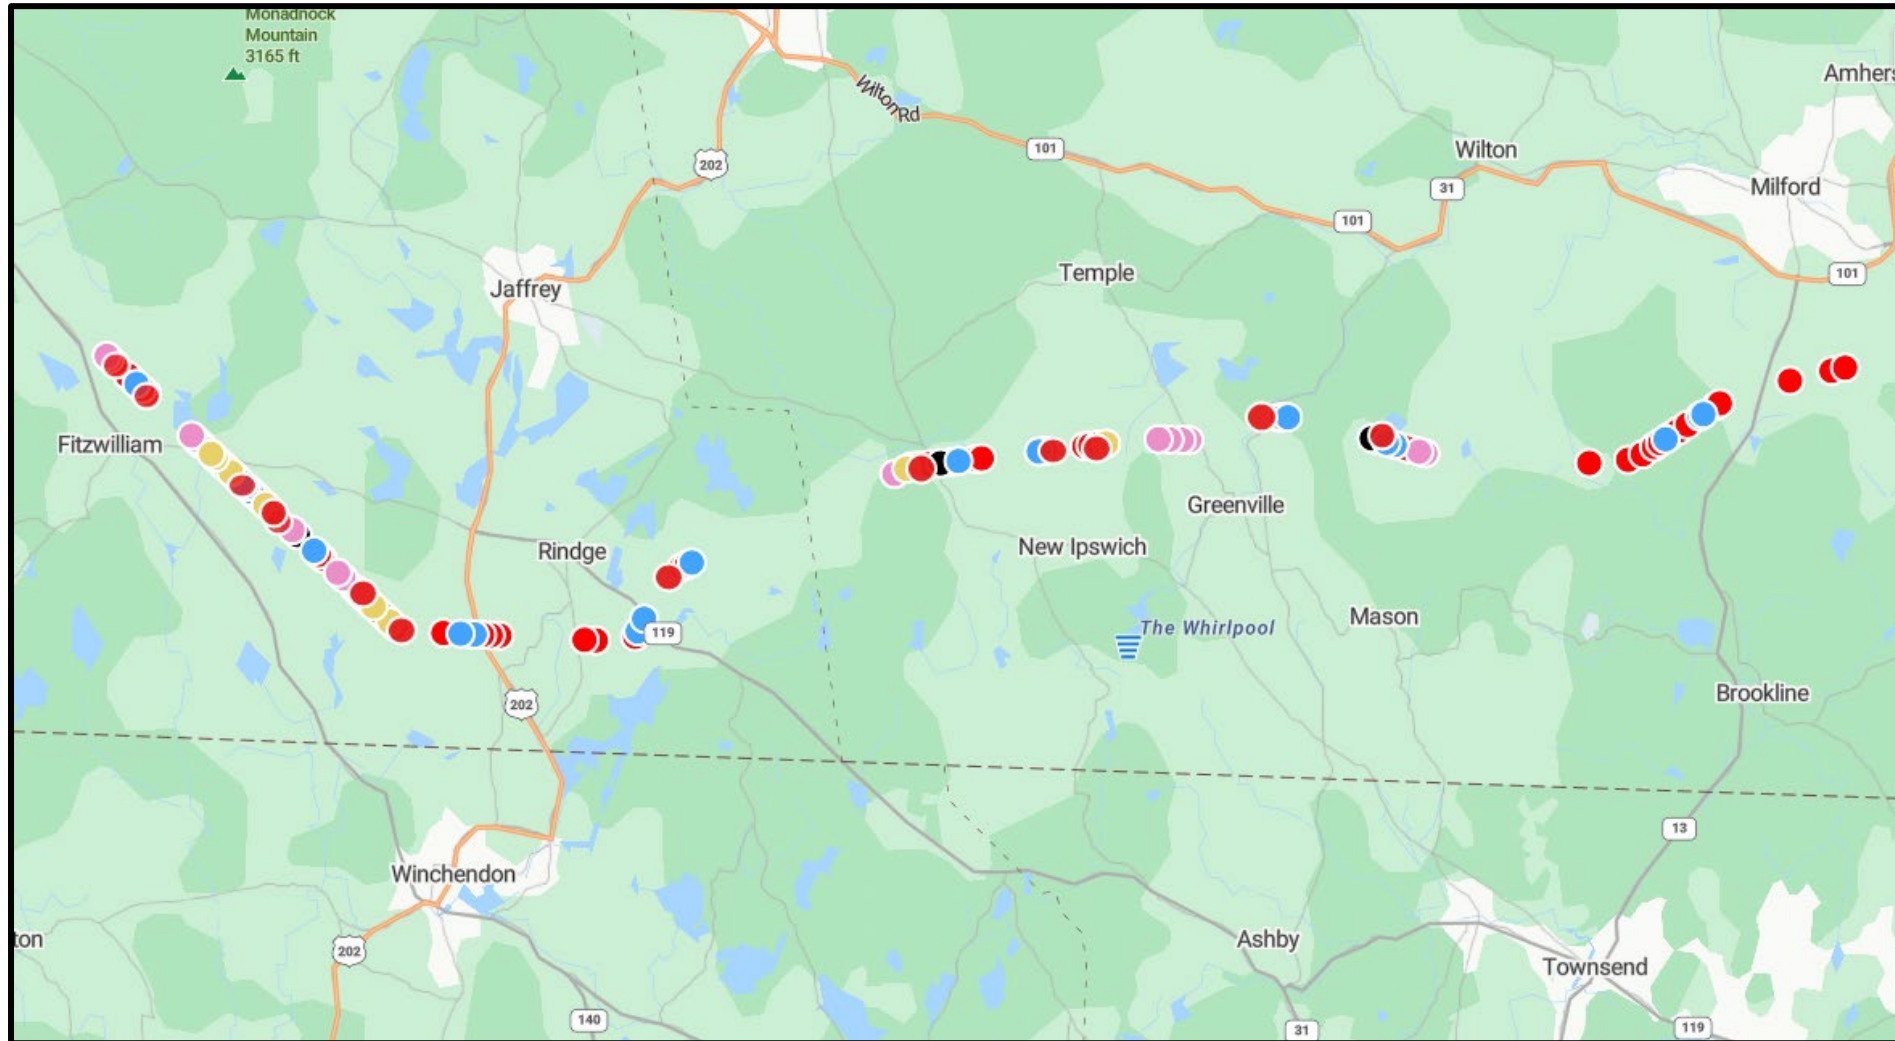 Monadnock
Mountain
3165 ft
Amhers
Wilton Rd
101
202
Wilton
31
Milford
101
101
Temple
Jaffrey
Fitzwilliam
Greenville
New Ipswich
Rindge
Mason
The Whirlpool
119
Brookline
202
13
Winchendon
ton
Ashby
202
Townsend
140
31
119